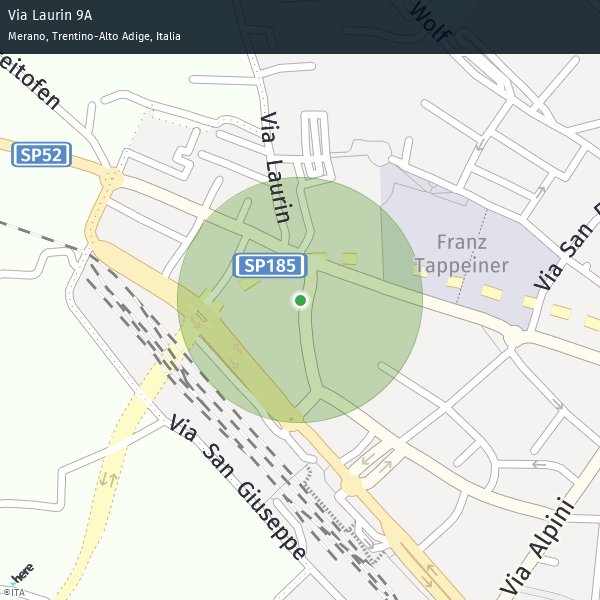 Via Laurin 9A
Merano, Trentino-Alto Adige, Italia
Wolf
eitofen
SP52
Via Laurin
SP185
Franz
Tappeiner
Via San
Via San Giuseppe
Via Alpini
here
©ITA